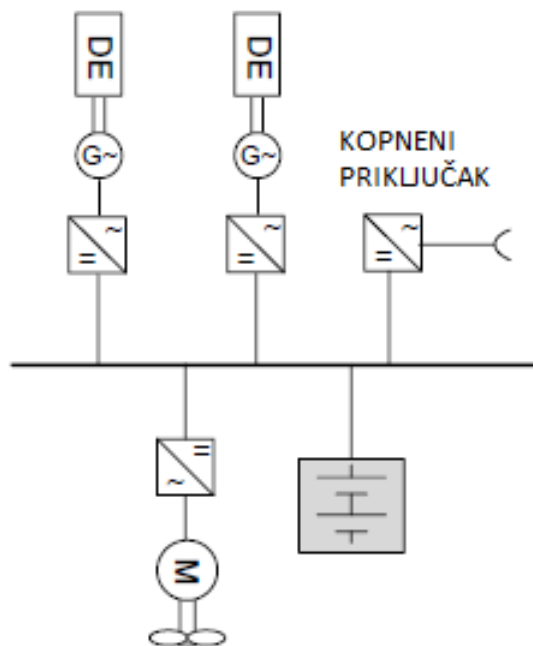 DE
DE
G~
G~
KOPNENI
PRIKLJUČAK
~
=
~
=
~
=
=
~
M